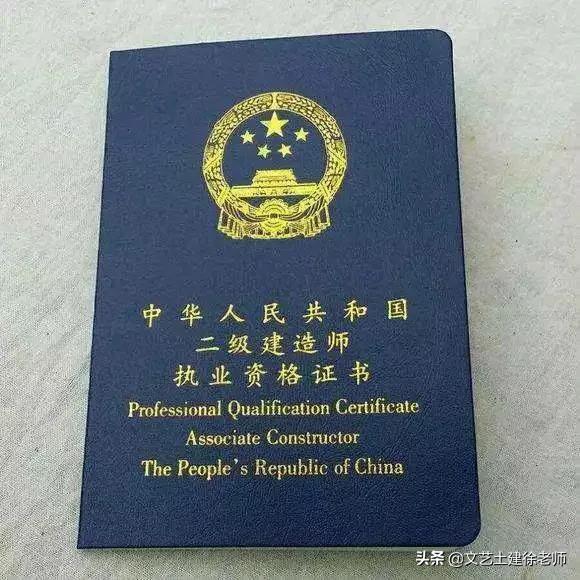 中华人民共和国
二级建造师
执业资格证书
Professional Qualification Certificate
Associate Constructor
The People's Republic of China
头条 @文艺土建徐老师